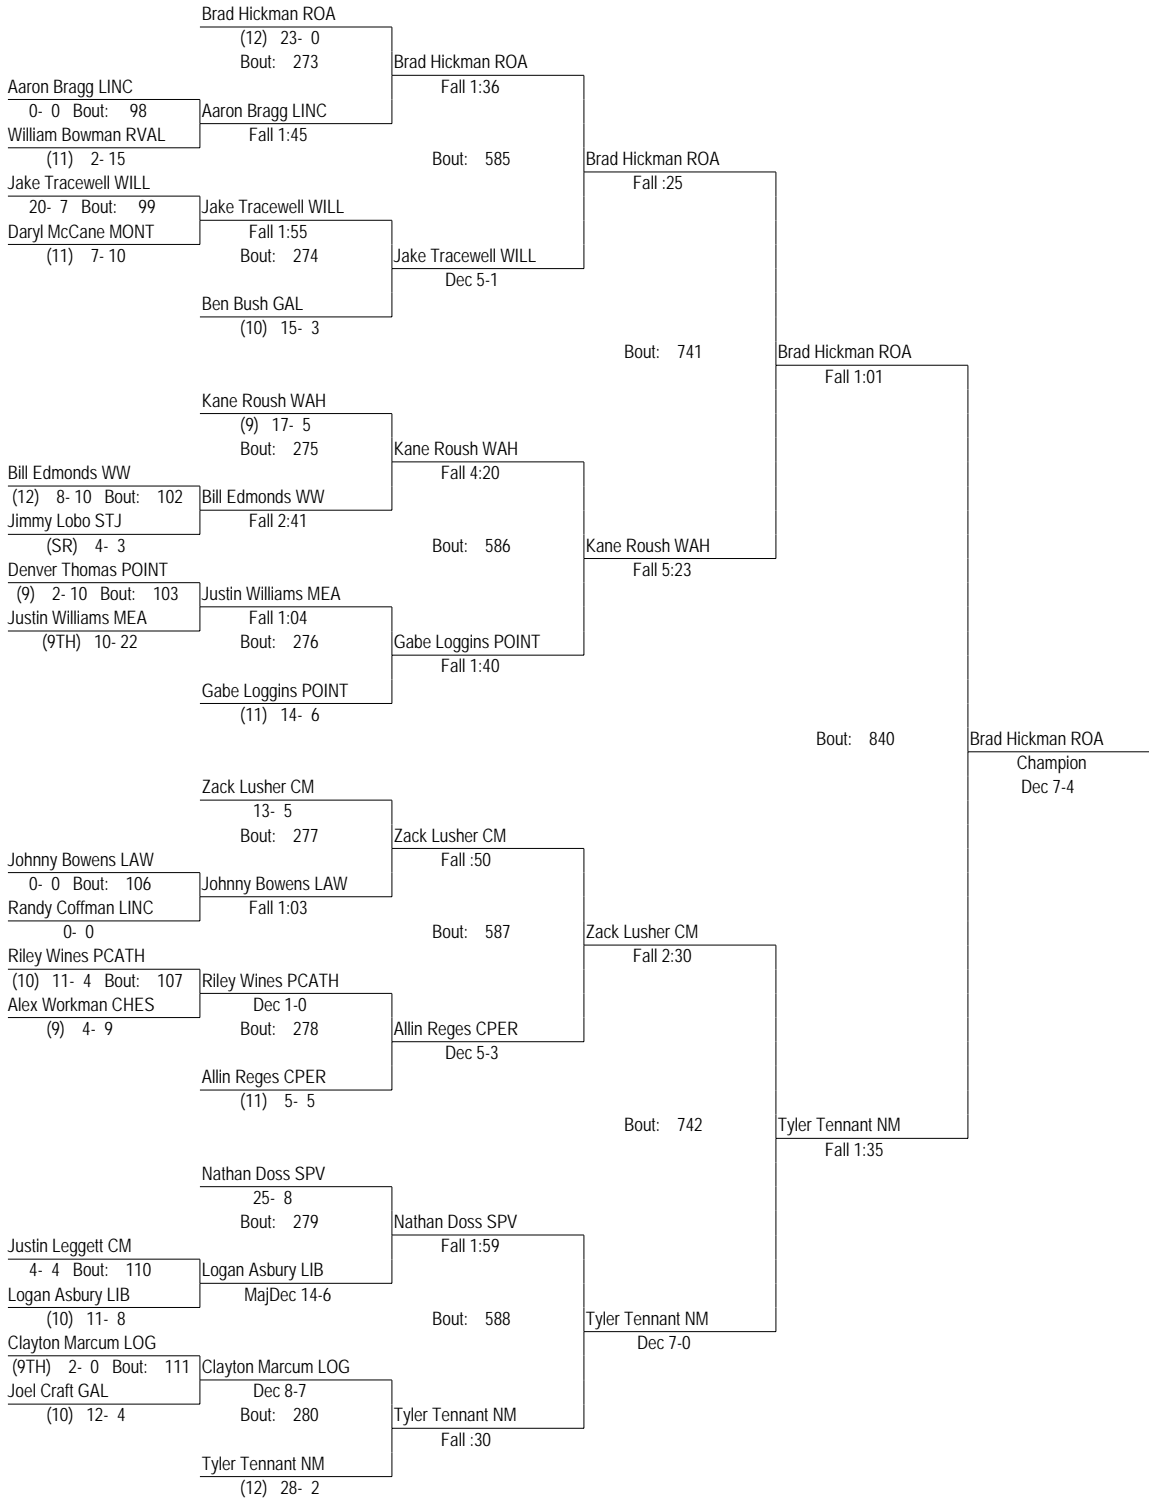 Brad Hickman ROA
(12) 23- 0
Bout: 273
Brad Hickman ROA
Fall 1:36
Aaron Bragg LINC
0- 0 Bout: 98
Aaron Bragg LINC
William Bowman RVAL
Fall 1:45
(11) 2- 15
Bout: 585
Brad Hickman ROA
Jake Tracewell WILL
Fall :25
20- 7 Bout: 99
Jake Tracewell WILL
Daryl McCane MONT
Fall 1:55
(11) 7- 10
Bout: 274
Jake Tracewell WILL
Dec 5-1
Ben Bush GAL
(10) 15- 3
Bout: 741
Brad Hickman ROA
Fall 1:01
Kane Roush WAH
(9) 17- 5
Bout: 275
Kane Roush WAH
Fall 4:20
Bill Edmonds WW
(12) 8- 10 Bout: 102
Bill Edmonds WW
Jimmy Lobo STJ
Fall 2:41
(SR) 4- 3
Bout: 586
Kane Roush WAH
Denver Thomas POINT
Fall 5:23
(9) 2- 10 Bout: 103
Justin Williams MEA
Justin Williams MEA
Fall 1:04
(9TH) 10- 22
Bout: 276
Gabe Loggins POINT
Fall 1:40
Gabe Loggins POINT
(11) 14- 6
Bout: 840
Brad Hickman ROA
Champion
Dec 7-4
Zack Lusher CM
13- 5
Bout: 277
Zack Lusher CM
Fall :50
Johnny Bowens LAW
0- 0 Bout: 106
Johnny Bowens LAW
Randy Coffman LINC
Fall 1:03
0- 0
Bout: 587
Zack Lusher CM
Riley Wines PCATH
Fall 2:30
(10) 11- 4 Bout: 107
Riley Wines PCATH
Alex Workman CHES
Dec 1-0
(9) 4- 9
Bout: 278
Allin Reges CPER
Dec 5-3
Allin Reges CPER
(11) 5- 5
Bout: 742
Tyler Tennant NM
Fall 1:35
Nathan Doss SPV
25- 8
Bout: 279
Nathan Doss SPV
Fall 1:59
Justin Leggett CM
4- 4 Bout: 110
Logan Asbury LIB
Logan Asbury LIB
MajDec 14-6
(10) 11- 8
Bout: 588
Tyler Tennant NM
Clayton Marcum LOG
Dec 7-0
(9TH) 2- 0 Bout: 111
Clayton Marcum LOG
Joel Craft GAL
Dec 8-7
(10) 12- 4
Bout: 280
Tyler Tennant NM
Fall :30
Tyler Tennant NM
(12) 28- 2